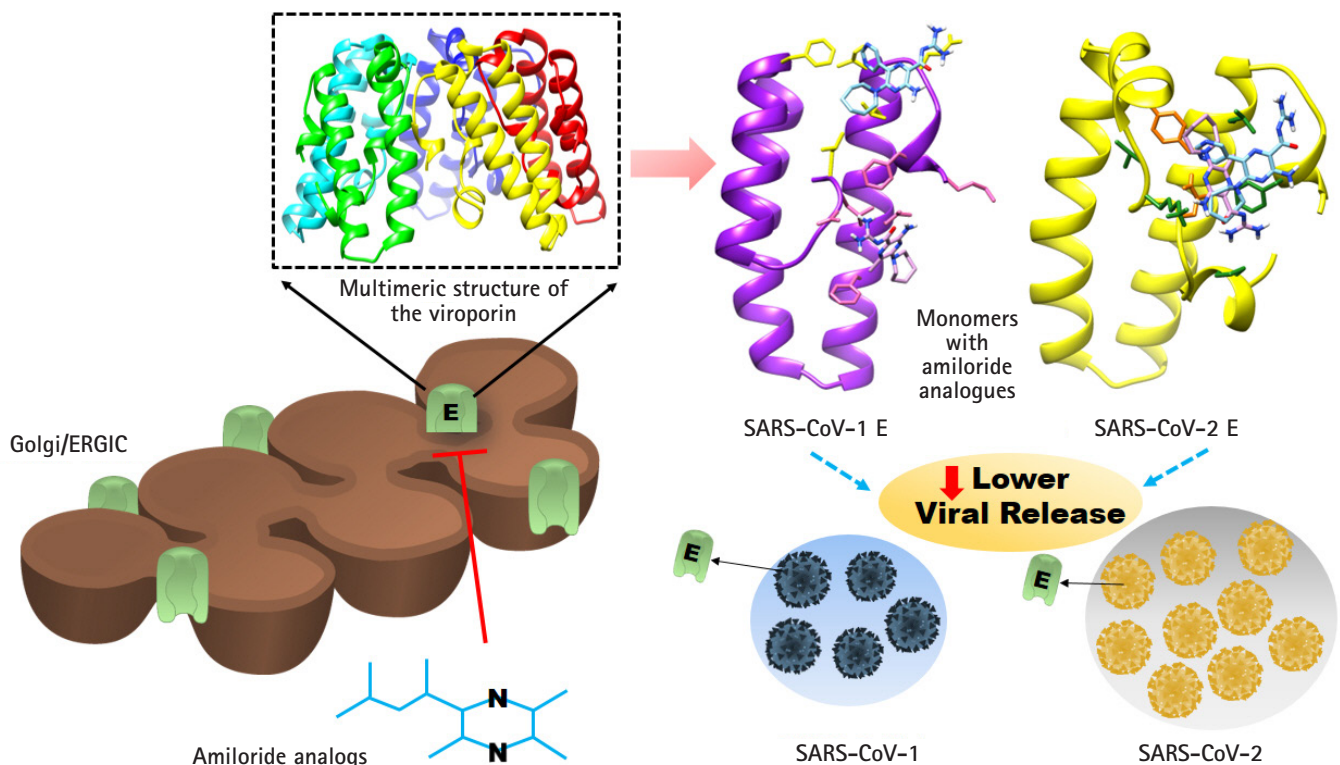 Multimeric structure of
the viroporin
Monomers
with
amiloride
analogues
E
Golgi/ERGIC
SARS-CoV-1 E
SARS-CoV-2 E
Lower
Viral Release
E
E
N
N
Amiloride analogs
SARS-CoV-1
SARS-CoV-2